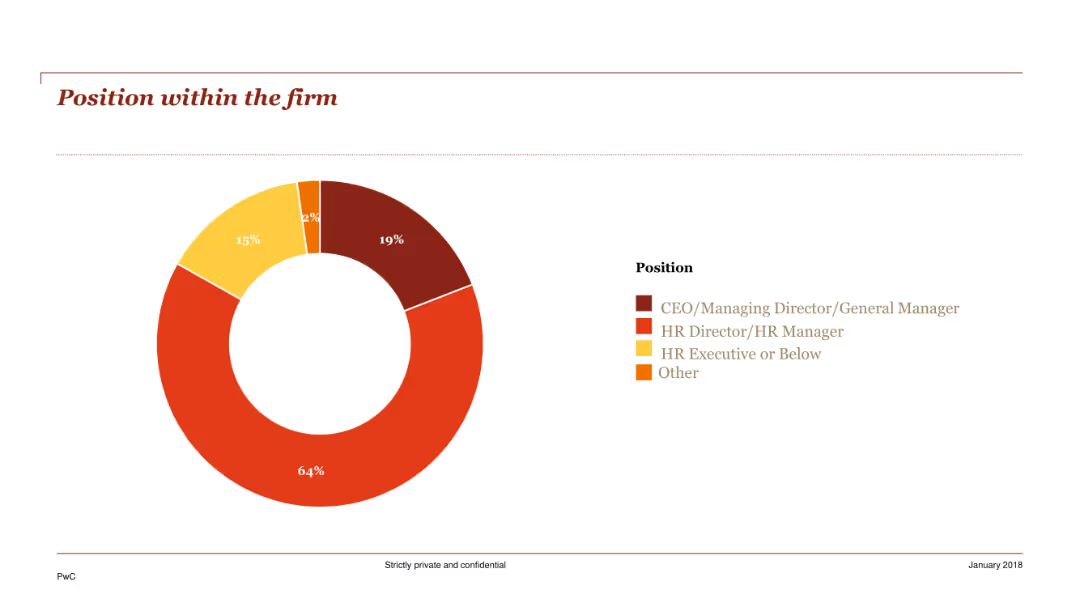 Position within the firm
2%
15%
19%
64%
Position
CEO/Managing Director/General Manager
HR Director/HR Manager
HR Executive or Below
Other
Strictly private and confidential
January 2018
PwC